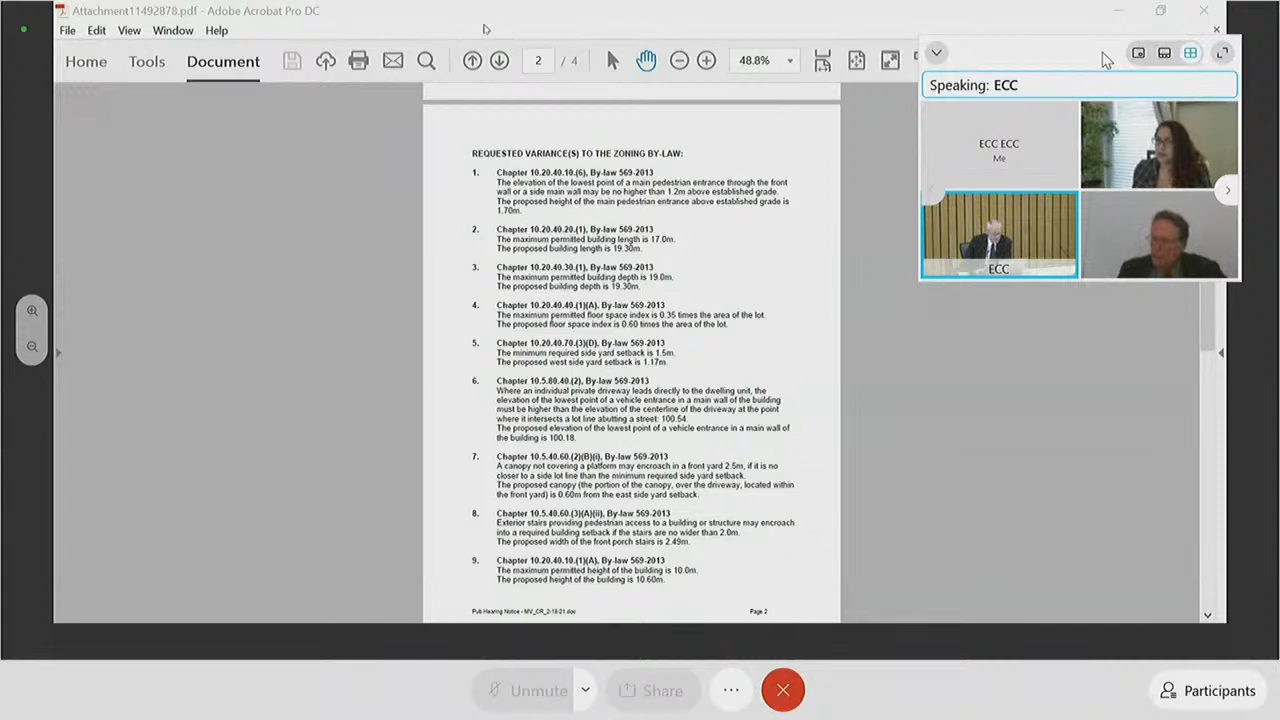 Attachment11492878.pdf - Adobe Acrobat Pro DC
File Edit View Window Help
Home Tools Document 2 / 4 48.8%
Speaking: ECC
ECC ECC
Me
ECC
REQUESTED VARIANCE(S) TO THE ZONING BY-LAW:
1. Chapter 10.20.40.10.(6), By-law 569-2013
The elevation of the lowest point of a main pedestrian entrance through the front
wall or a side main wall may be no higher than 1.2m above established grade.
The proposed height of the main pedestrian entrance above established grade is
1.70m.
2. Chapter 10.20.40.20.(1), By-law 569-2013
The maximum permitted building length is 17.0m.
The proposed building length is 19.30m.
3. Chapter 10.20.40.30.(1), By-law 569-2013
The maximum permitted building depth is 19.0m.
The proposed building depth is 19.30m.
4. Chapter 10.20.40.40.(1)(A), By-law 569-2013
The maximum permitted floor space index is 0.35 times the area of the lot.
The proposed floor space index is 0.60 times the area of the lot.
5. Chapter 10.20.40.70.(3)(D), By-law 569-2013
The minimum required side yard setback is 1.5m.
The proposed west side yard setback is 1.17m.
6. Chapter 10.5.80.40.(2), By-law 569-2013
Where an individual private driveway leads directly to the dwelling unit, the
elevation of the lowest point of a vehicle entrance in a main wall of the building
must be higher than the elevation of the centerline of the driveway at the point
where it intersects a lot line abutting a street: 100.54.
The proposed elevation of the lowest point of a vehicle entrance in a main wall of
the building is 100.18.
7. Chapter 10.5.40.60.(2)(B)(i), By-law 569-2013
A canopy not covering a platform may encroach in a front yard 2.5m, if it is no
closer to a side lot line than the minimum required side yard setback.
The proposed canopy (the portion of the canopy, over the driveway, located within
the front yard) is 0.60m from the east side yard setback.
8. Chapter 10.5.40.60.(3)(A)(ii), By-law 569-2013
Exterior stairs providing pedestrian access to a building or structure may encroach
into a required building setback if the stairs are no wider than 2.0m.
The proposed width of the front porch stairs is 2.49m.
9. Chapter 10.20.40.10.(1)(A), By-law 569-2013
The maximum permitted height of the building is 10.0m.
The proposed height of the building is 10.60m.
Pub Hearing Notice - MV_CR_2-18-21.doc Page 2
Unmute Share Participants